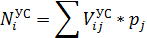 N_i^{УС} = ∑ V_{ij}^{УС} * p_j